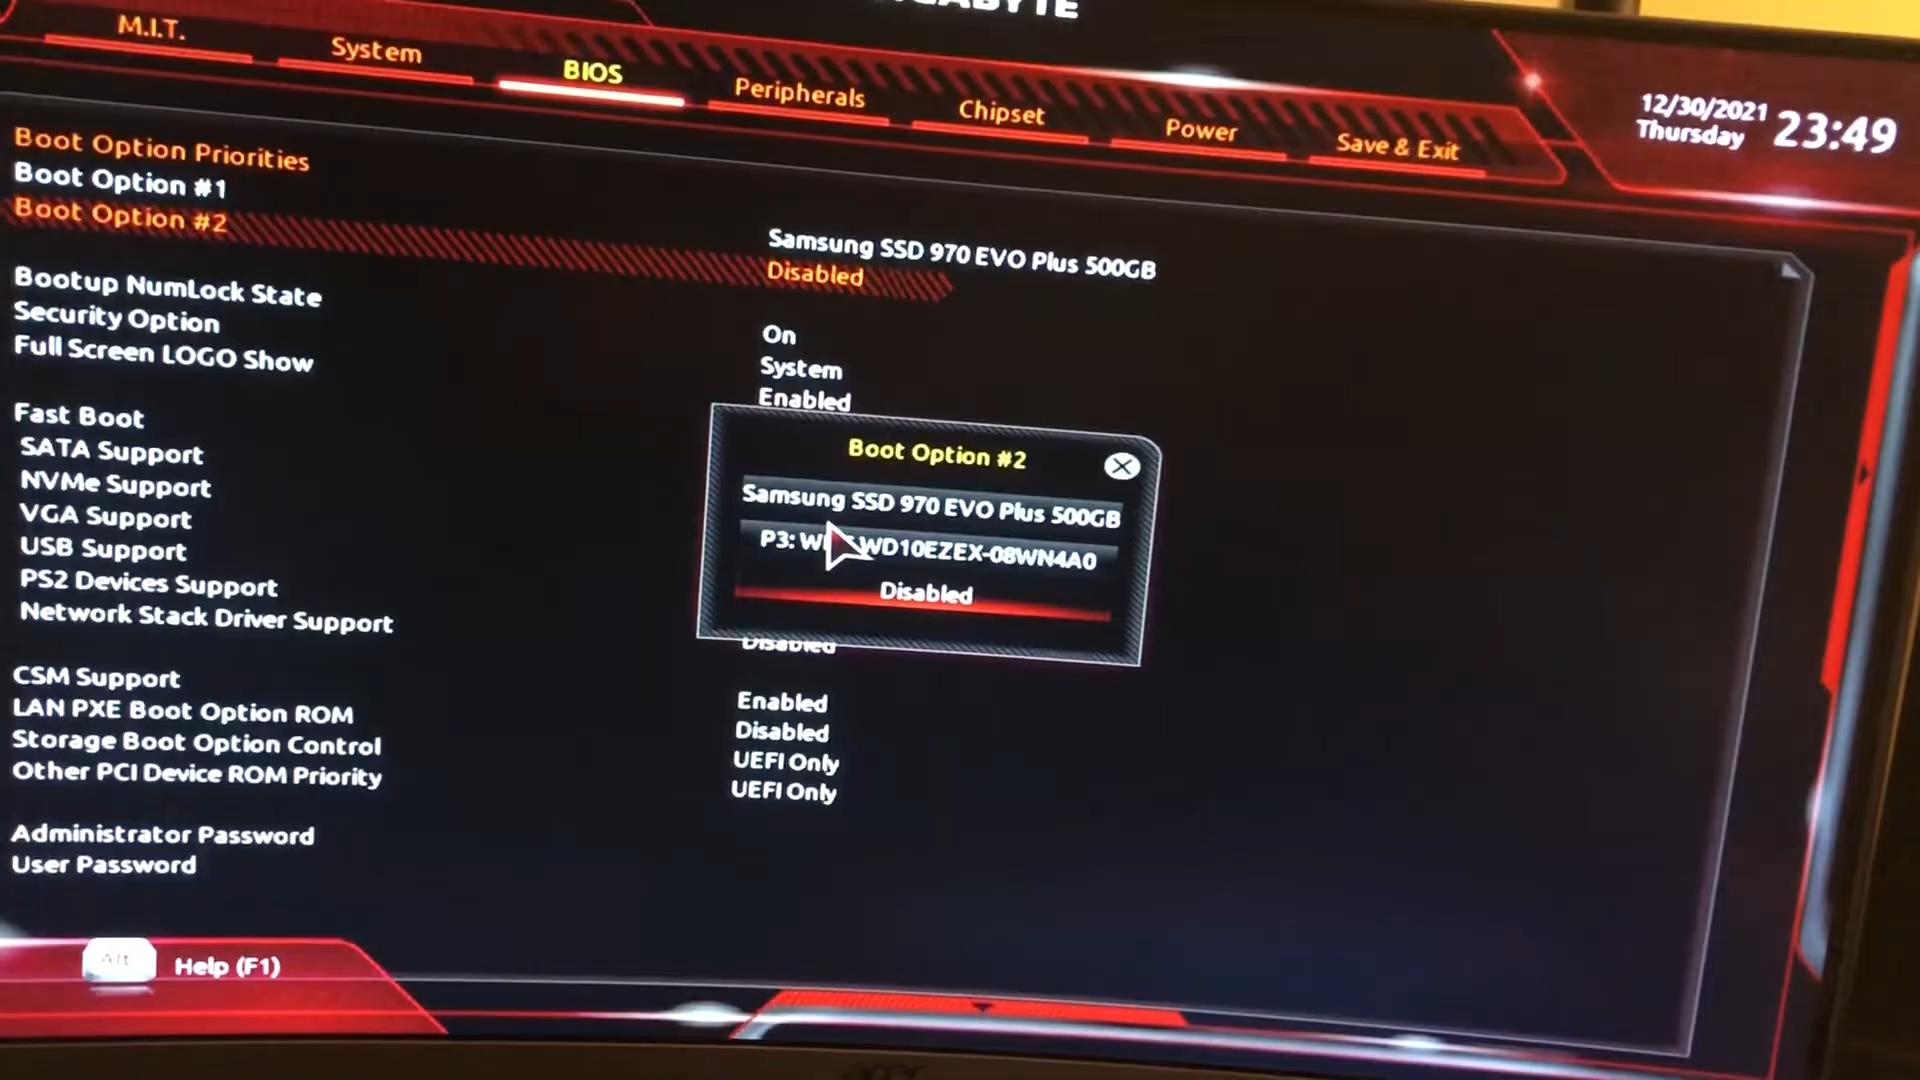 M.I.T.
System
BIOS
Peripherals
Chipset
Power
Save & Exit
12/30/2021
Thursday
23:49
Boot Option Priorities
Boot Option #1
Samsung SSD 970 EVO Plus 500GB
Boot Option #2
Disabled
Bootup NumLock State
On
Security Option
System
Full Screen LOGO Show
Enabled
Fast Boot
SATA Support
NVMe Support
VGA Support
USB Support
PS2 Devices Support
Network Stack Driver Support
Disabled
Boot Option #2
Samsung SSD 970 EVO Plus 500GB
P3: WD10EZEX-08WN4A0
Disabled
CSM Support
Enabled
LAN PXE Boot Option ROM
Disabled
Storage Boot Option Control
UEFI Only
Other PCI Device ROM Priority
UEFI Only
Administrator Password
User Password
Alt
Help (F1)